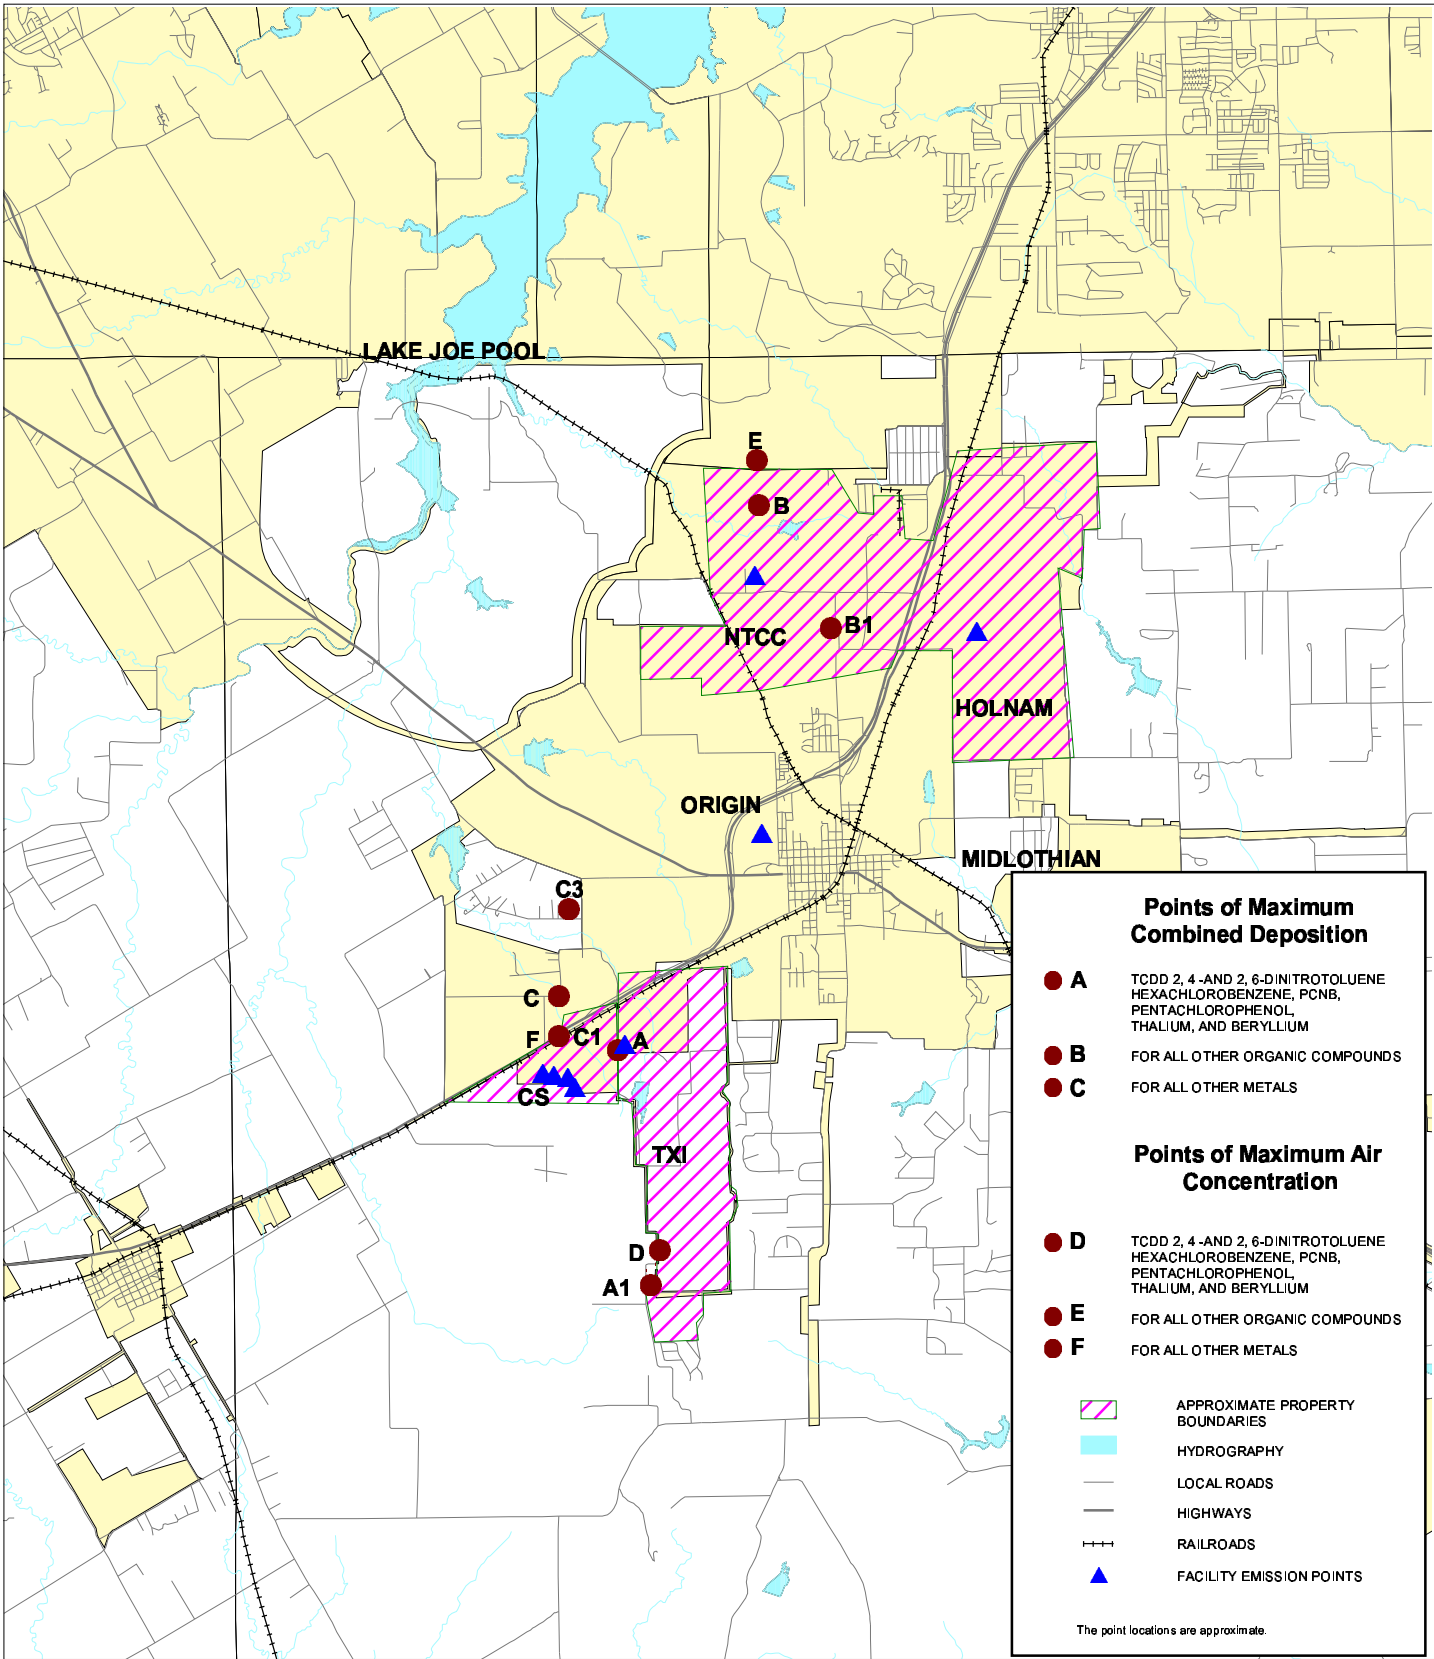 LAKE JOE POOL
E
B
B1
NTCC
HOLNAM
ORIGIN
MIDLOTHIAN
C3
C
F
C1
A
CS
TXI
D
A1
Points of Maximum
Combined Deposition
A
TCDD 2, 4 -AND 2, 6-DINITROTOLUENE
HEXACHLOROBENZENE, PCNB,
PENTACHLOROPHENOL,
THALIUM, AND BERYLLIUM
B
FOR ALL OTHER ORGANIC COMPOUNDS
C
FOR ALL OTHER METALS
Points of Maximum Air
Concentration
D
TCDD 2, 4 -AND 2, 6-DINITROTOLUENE
HEXACHLOROBENZENE, PCNB,
PENTACHLOROPHENOL,
THALIUM, AND BERYLLIUM
E
FOR ALL OTHER ORGANIC COMPOUNDS
F
FOR ALL OTHER METALS
APPROXIMATE PROPERTY
BOUNDARIES
HYDROGRAPHY
LOCAL ROADS
HIGHWAYS
RAILROADS
FACILITY EMISSION POINTS
The point locations are approximate.